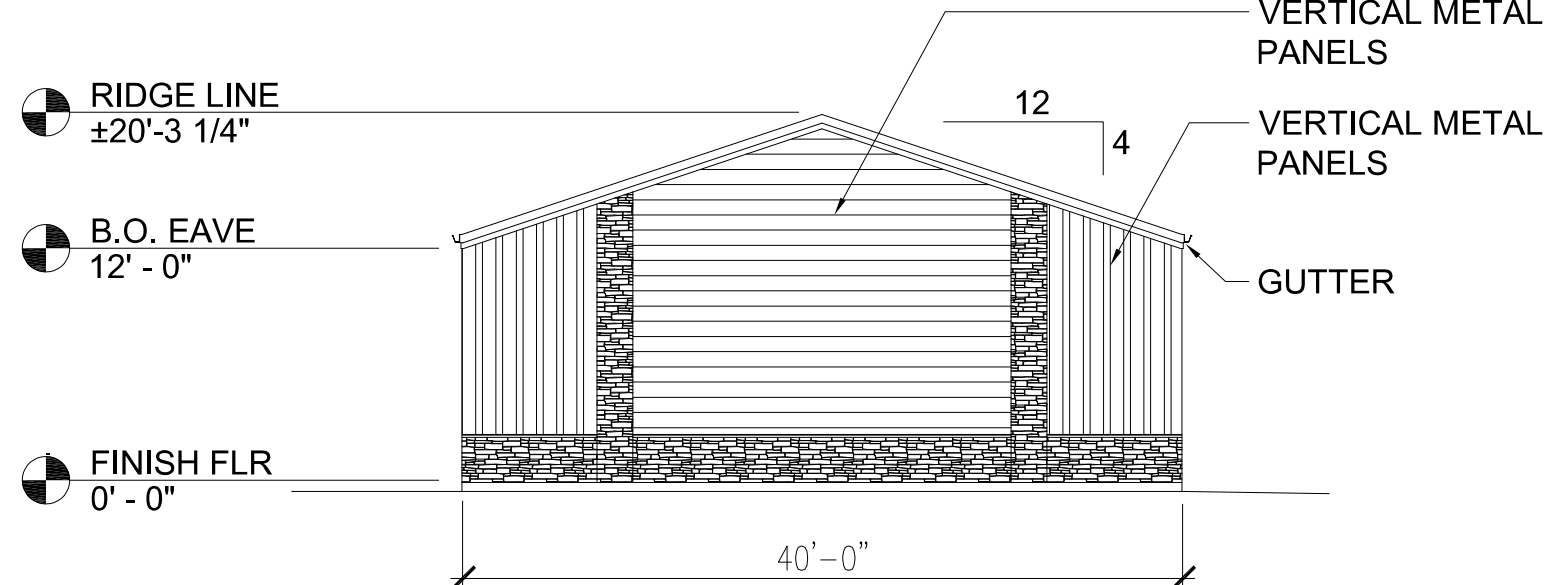 VERTICAL METAL
PANELS
RIDGE LINE
±20'-3 1/4"
12
4
VERTICAL METAL
PANELS
B.O. EAVE
12' - 0"
GUTTER
FINISH FLR
0' - 0"
40'-0"